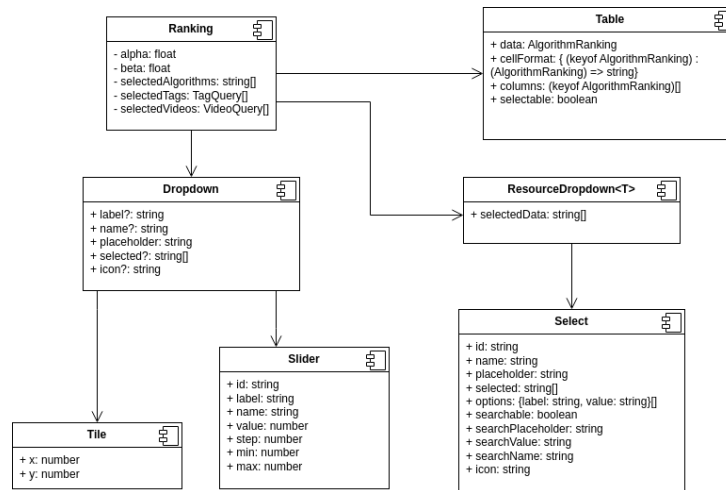 Ranking
- alpha: float
- beta: float
- selectedAlgorithms: string[]
- selectedTags: TagQuery[]
- selectedVideos: VideoQuery[]
Table
+ data: AlgorithmRanking
+ cellFormat: { (keyof AlgorithmRanking) :
(AlgorithmRanking) => string}
+ columns: (keyof AlgorithmRanking)[]
+ selectable: boolean
Dropdown
+ label?: string
+ name?: string
+ placeholder: string
+ selected?: string[]
+ icon?: string
ResourceDropdown<T>
+ selectedData: string[]
Slider
+ id: string
+ label: string
+ name: string
+ value: number
+ step: number
+ min: number
+ max: number
Select
+ id: string
+ name: string
+ placeholder: string
+ selected: string[]
+ options: {label: string, value: string}[]
+ searchable: boolean
+ searchPlaceholder: string
+ searchValue: string
+ searchName: string
+ icon: string
Tile
+ x: number
+ y: number